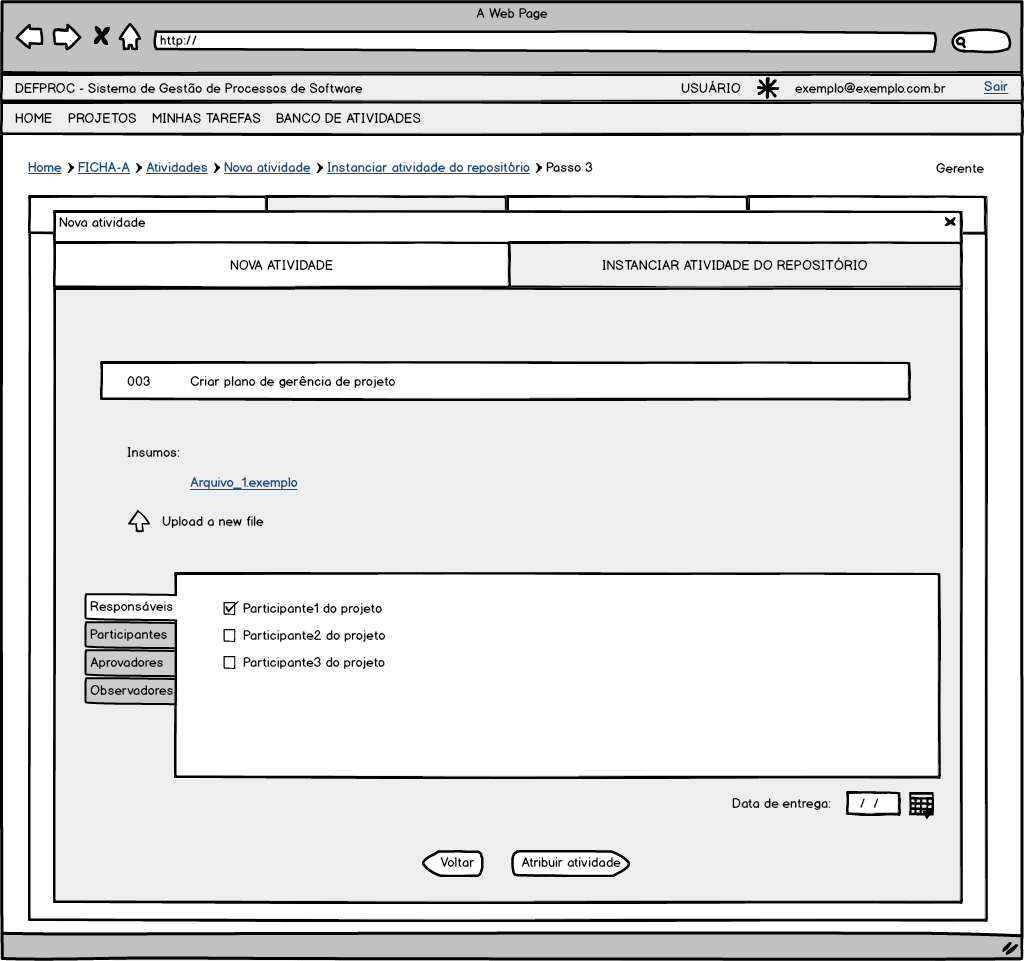 A Web Page
http://
DEFPROC - Sistema de Gestão de Processos de Software USUÁRIO exemplo@exemplo.com.br Sair
HOME PROJETOS MINHAS TAREFAS BANCO DE ATIVIDADES
Home FICHA-A Atividades Nova atividade Instanciar atividade do repositório Passo 3 Gerente
Nova atividade
NOVA ATIVIDADE INSTANCIAR ATIVIDADE DO REPOSITÓRIO
003 Criar plano de gerência de projeto
Insumos:
Arquivo_1.exemplo
Upload a new file
Responsáveis
Participantes
Aprovadores
Observadores
Participante1 do projeto
Participante2 do projeto
Participante3 do projeto
Data de entrega: / /
Voltar Atribuir atividade